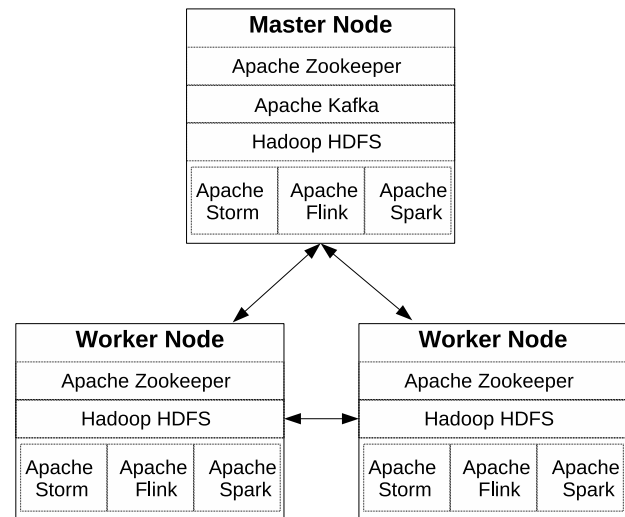 Master Node
Apache Zookeeper
Apache Kafka
Hadoop HDFS
Apache Storm
Apache Flink
Apache Spark
Worker Node
Apache Zookeeper
Hadoop HDFS
Apache Storm
Apache Flink
Apache Spark
Worker Node
Apache Zookeeper
Hadoop HDFS
Apache Storm
Apache Flink
Apache Spark